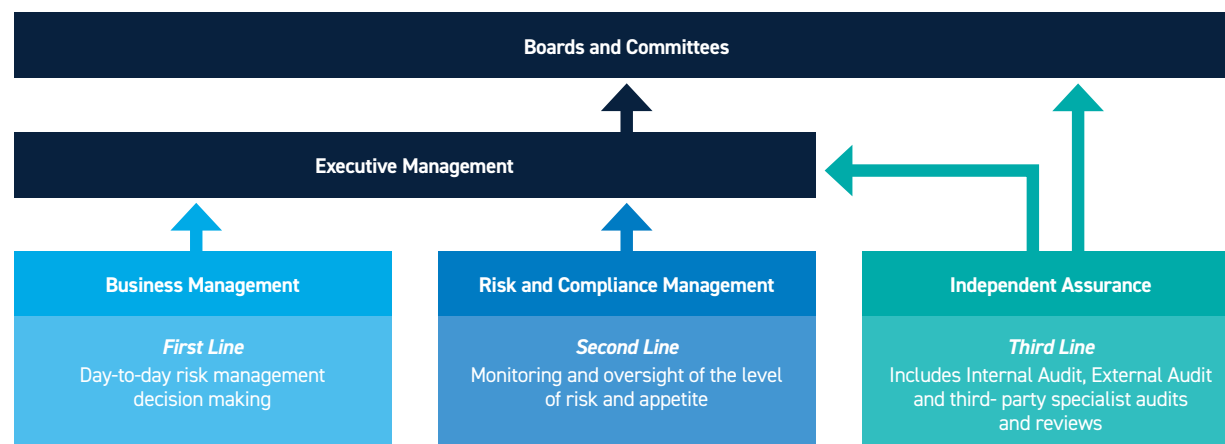 Boards and Committees
Executive Management
Business Management
First Line
Day-to-day risk management
decision making
Risk and Compliance Management
Second Line
Monitoring and oversight of the level
of risk and appetite
Independent Assurance
Third Line
Includes Internal Audit, External Audit
and third- party specialist audits
and reviews